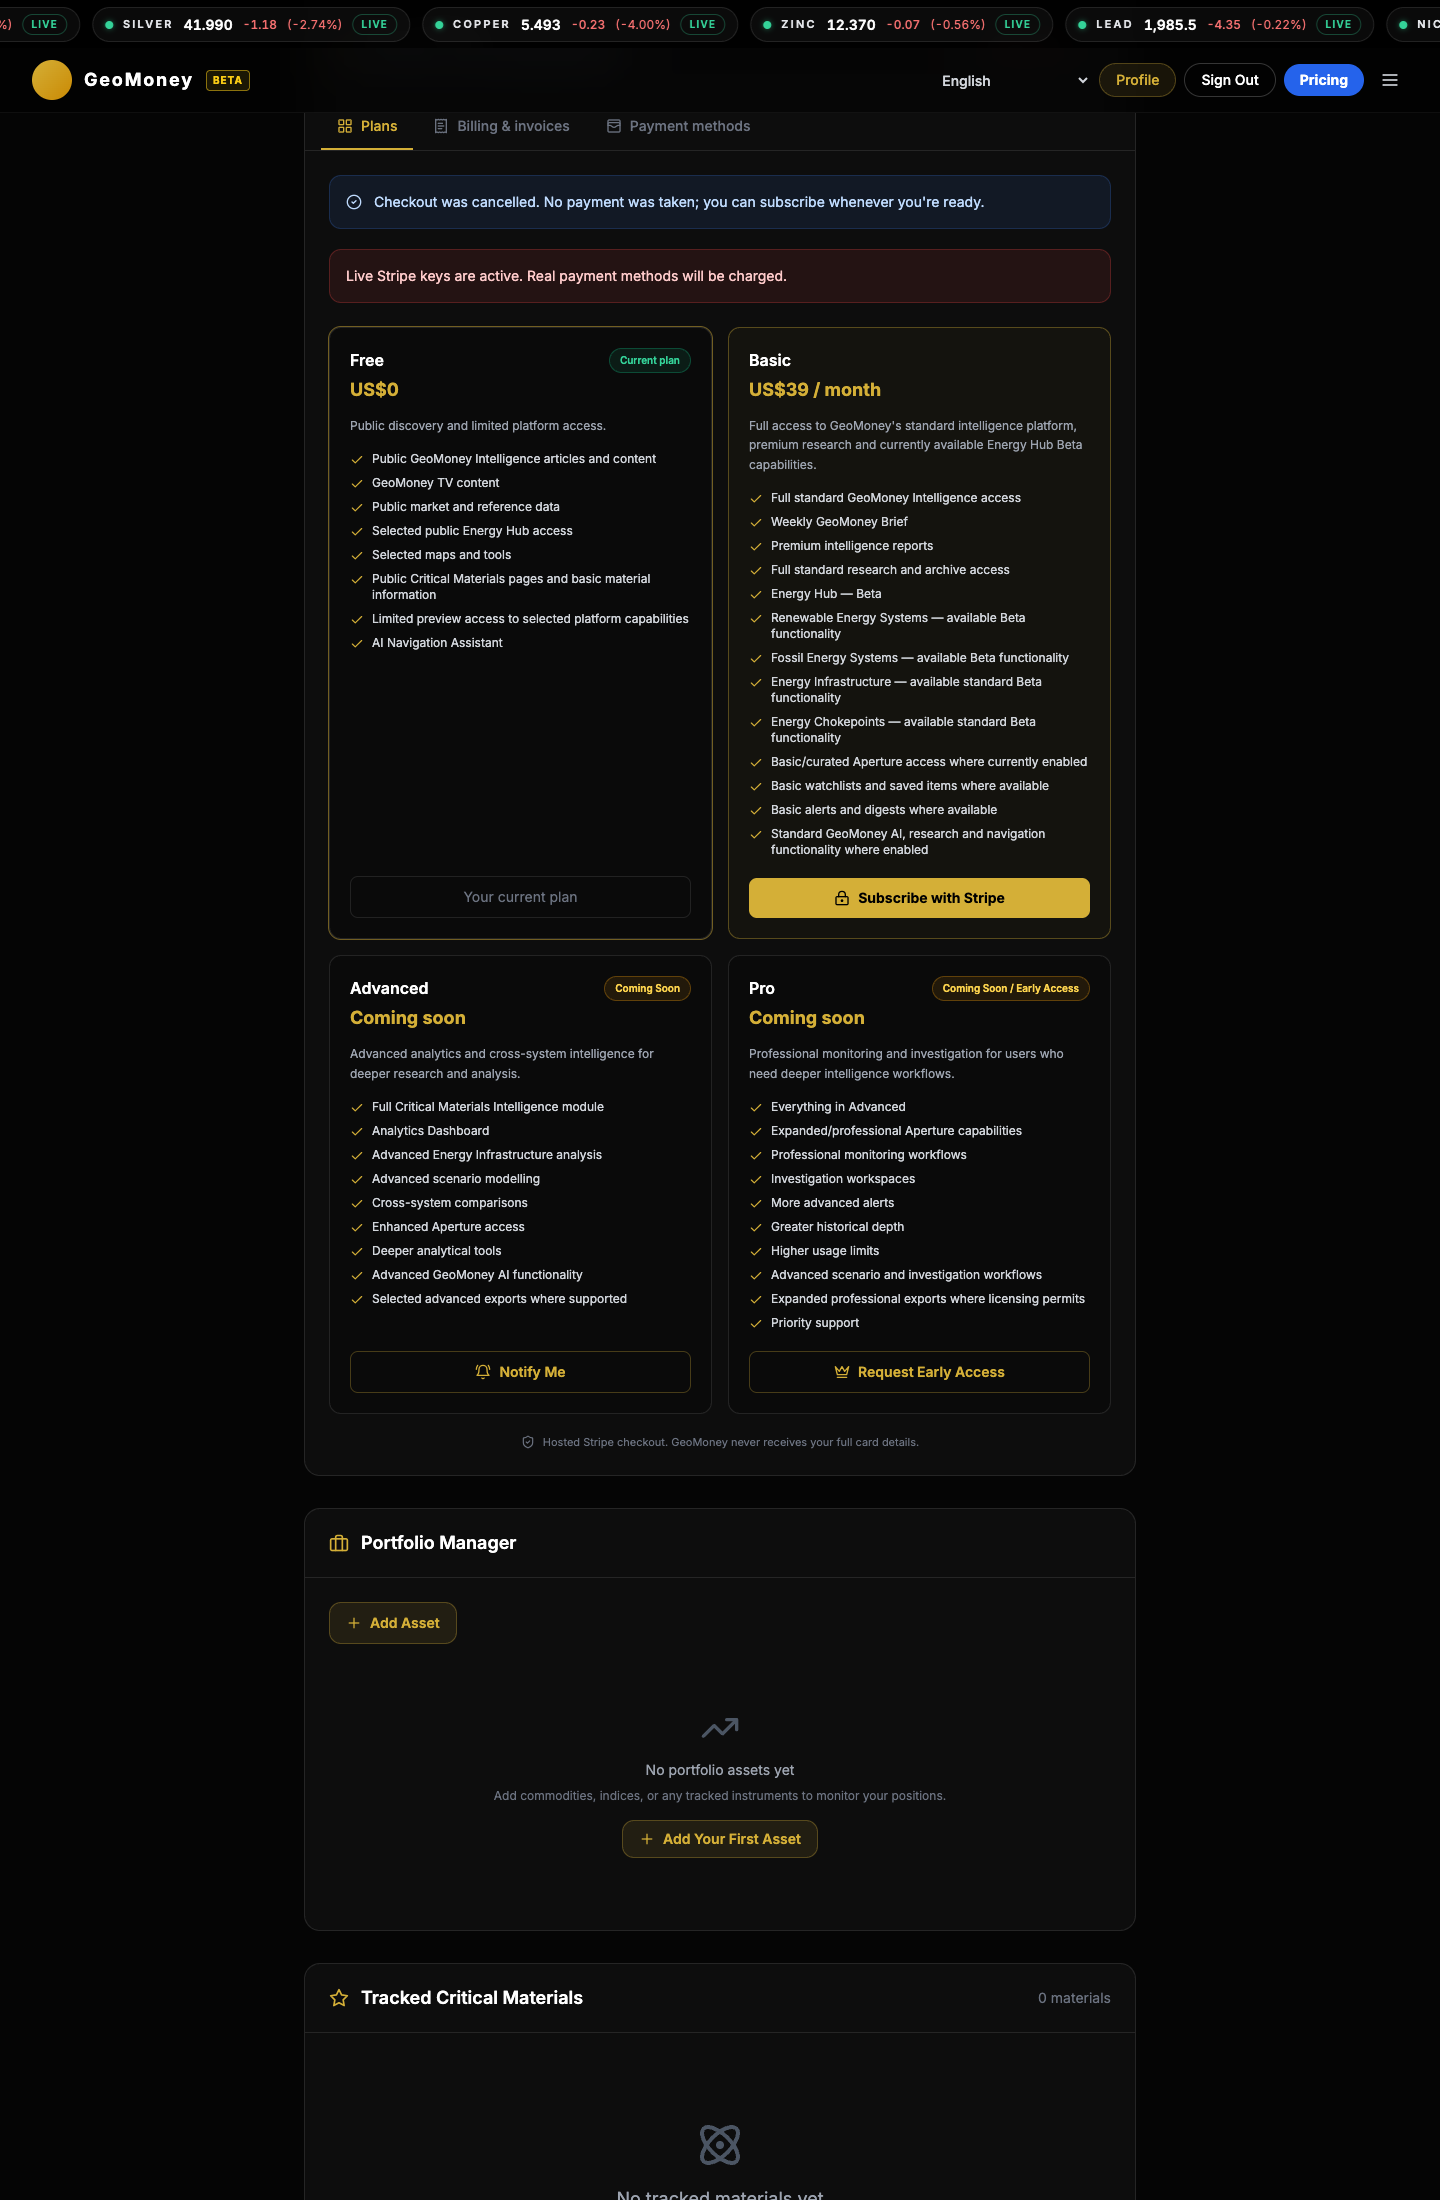 %) LIVE SILVER 41.990 -1.18 (-2.74%) LIVE COPPER 5.493 -0.23 (-4.00%) LIVE ZINC 12.370 -0.07 (-0.56%) LIVE LEAD 1,985.5 -4.35 (-0.22%) LIVE NIC
GeoMoney BETA English Profile Sign Out Pricing
Plans Billing & invoices Payment methods
Checkout was cancelled. No payment was taken; you can subscribe whenever you're ready.
Live Stripe keys are active. Real payment methods will be charged.
Free Current plan
US$0
Public discovery and limited platform access.
Public GeoMoney Intelligence articles and content
GeoMoney TV content
Public market and reference data
Selected public Energy Hub access
Selected maps and tools
Public Critical Materials pages and basic material
information
Limited preview access to selected platform capabilities
AI Navigation Assistant
Your current plan
Basic
US$39 / month
Full access to GeoMoney's standard intelligence platform,
premium research and currently available Energy Hub Beta
capabilities.
Full standard GeoMoney Intelligence access
Weekly GeoMoney Brief
Premium intelligence reports
Full standard research and archive access
Energy Hub — Beta
Renewable Energy Systems — available Beta
functionality
Fossil Energy Systems — available Beta functionality
Energy Infrastructure — available standard Beta
functionality
Energy Chokepoints — available standard Beta
functionality
Basic/curated Aperture access where currently enabled
Basic watchlists and saved items where available
Basic alerts and digests where available
Standard GeoMoney AI, research and navigation
functionality where enabled
Subscribe with Stripe
Advanced Coming Soon
Coming soon
Advanced analytics and cross-system intelligence for
deeper research and analysis.
Full Critical Materials Intelligence module
Analytics Dashboard
Advanced Energy Infrastructure analysis
Advanced scenario modelling
Cross-system comparisons
Enhanced Aperture access
Deeper analytical tools
Advanced GeoMoney AI functionality
Selected advanced exports where supported
Notify Me
Pro Coming Soon / Early Access
Coming soon
Professional monitoring and investigation for users who
need deeper intelligence workflows.
Everything in Advanced
Expanded/professional Aperture capabilities
Professional monitoring workflows
Investigation workspaces
More advanced alerts
Greater historical depth
Higher usage limits
Advanced scenario and investigation workflows
Expanded professional exports where licensing permits
Priority support
Request Early Access
Hosted Stripe checkout. GeoMoney never receives your full card details.
Portfolio Manager
Add Asset
No portfolio assets yet
Add commodities, indices, or any tracked instruments to monitor your positions.
Add Your First Asset
Tracked Critical Materials 0 materials
No tracked materials yet